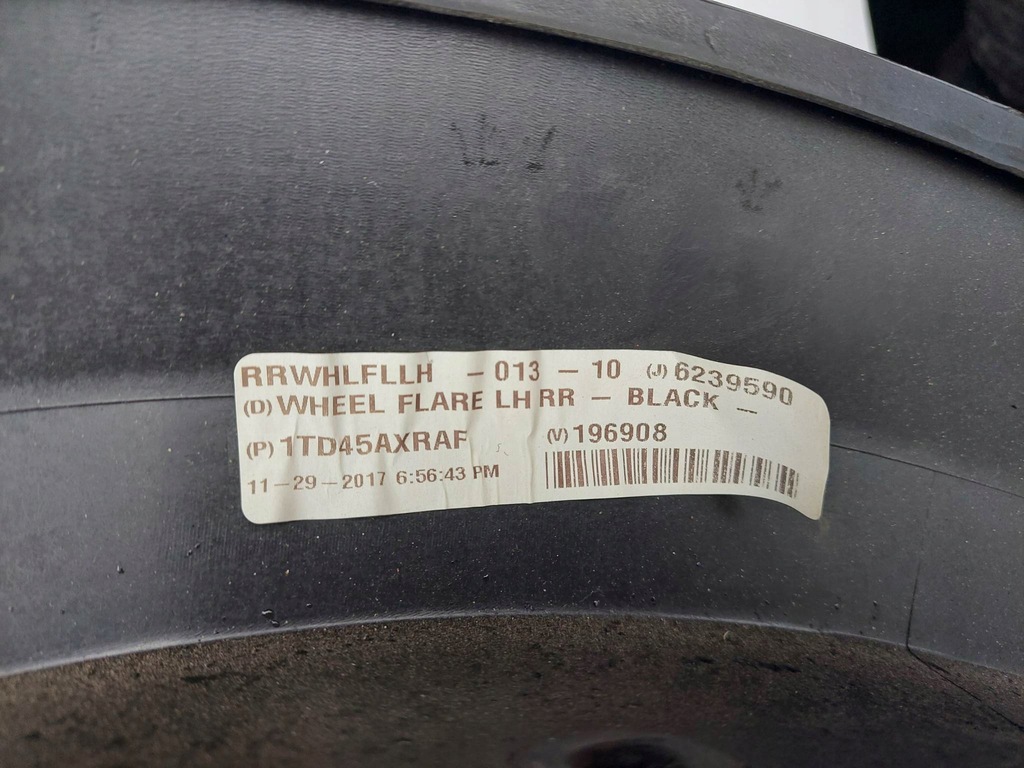 RRWHLFLLH - 013 - 10 (J) 6239590
(D) WHEEL FLARE LH RR - BLACK -
(P) 1TD45AXRAF (V) 196908
11-29-2017 6:56:43 PM